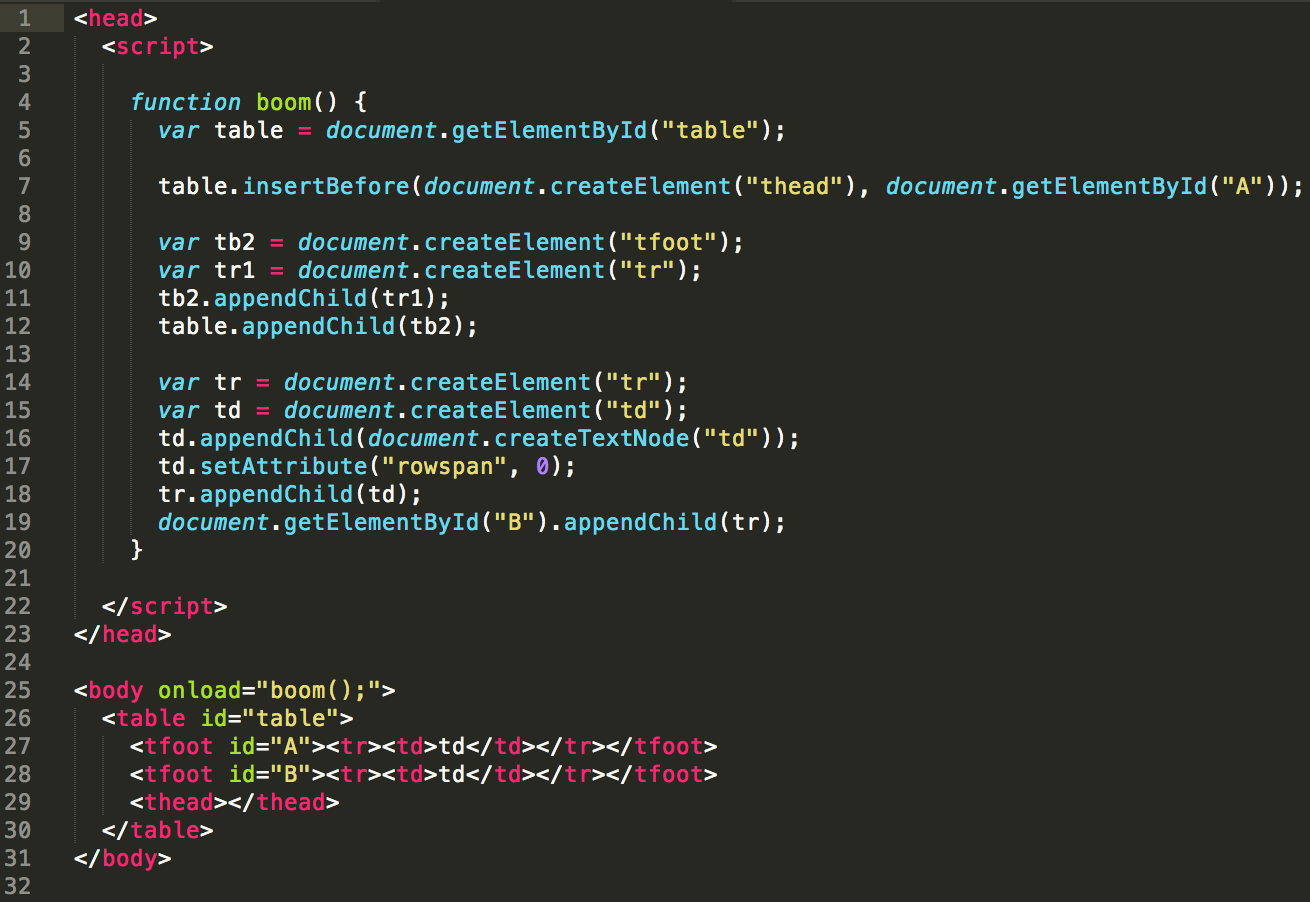 1 <head>
2   <script>
3
4     function boom() {
5       var table = document.getElementById("table");
6
7       table.insertBefore(document.createElement("thead"), document.getElementById("A"));
8
9       var tb2 = document.createElement("tfoot");
10       var tr1 = document.createElement("tr");
11       tb2.appendChild(tr1);
12       table.appendChild(tb2);
13
14       var tr = document.createElement("tr");
15       var td = document.createElement("td");
16       td.appendChild(document.createTextNode("td"));
17       td.setAttribute("rowspan", 0);
18       tr.appendChild(td);
19       document.getElementById("B").appendChild(tr);
20     }
21
22   </script>
23 </head>
24
25 <body onload="boom();">
26   <table id="table">
27     <tfoot id="A"><tr><td>td</td></tr></tfoot>
28     <tfoot id="B"><tr><td>td</td></tr></tfoot>
29     <thead></thead>
30   </table>
31 </body>
32